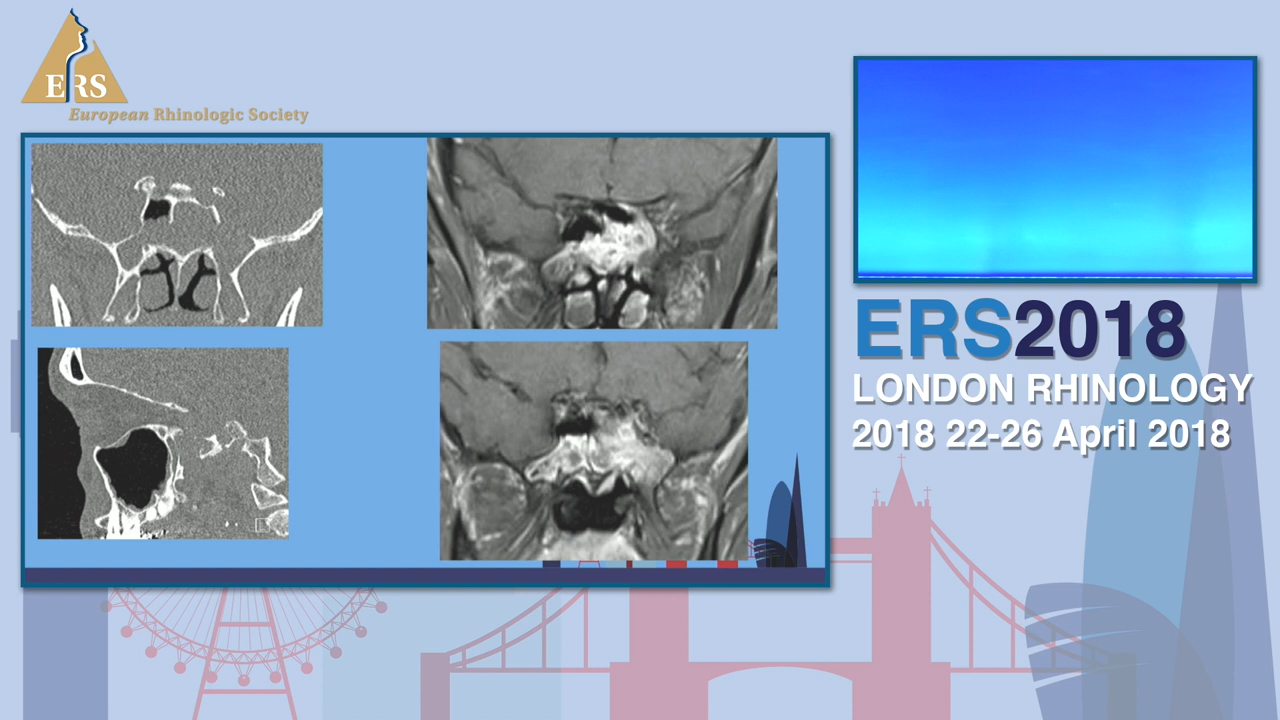 ERS
European Rhinologic Society
ERS2018
LONDON RHINOLOGY
2018 22-26 April 2018